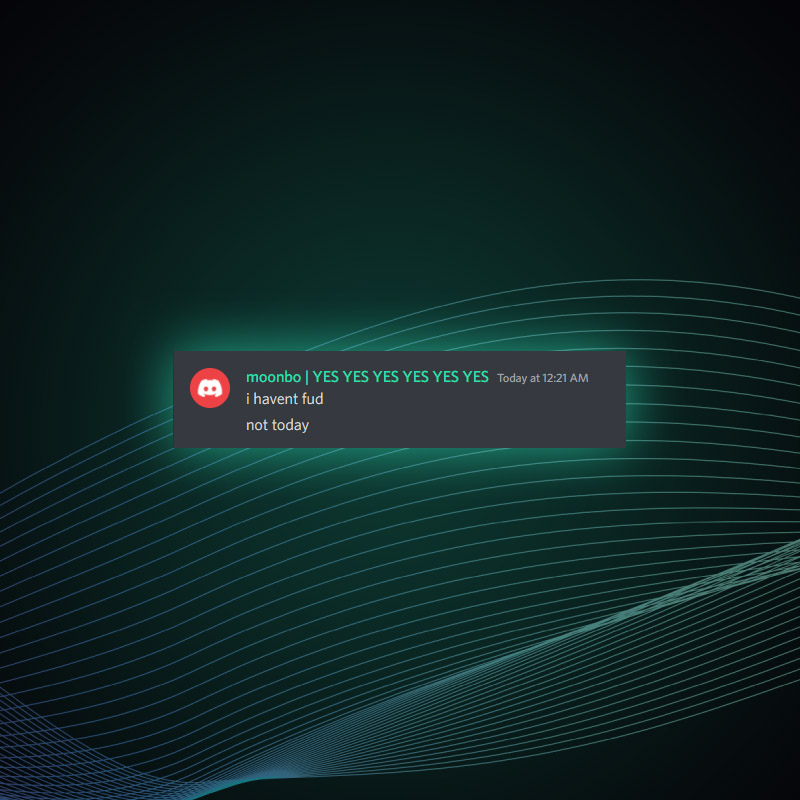 moonbo | YES YES YES YES YES YES Today at 12:21 AM
i havent fud
not today